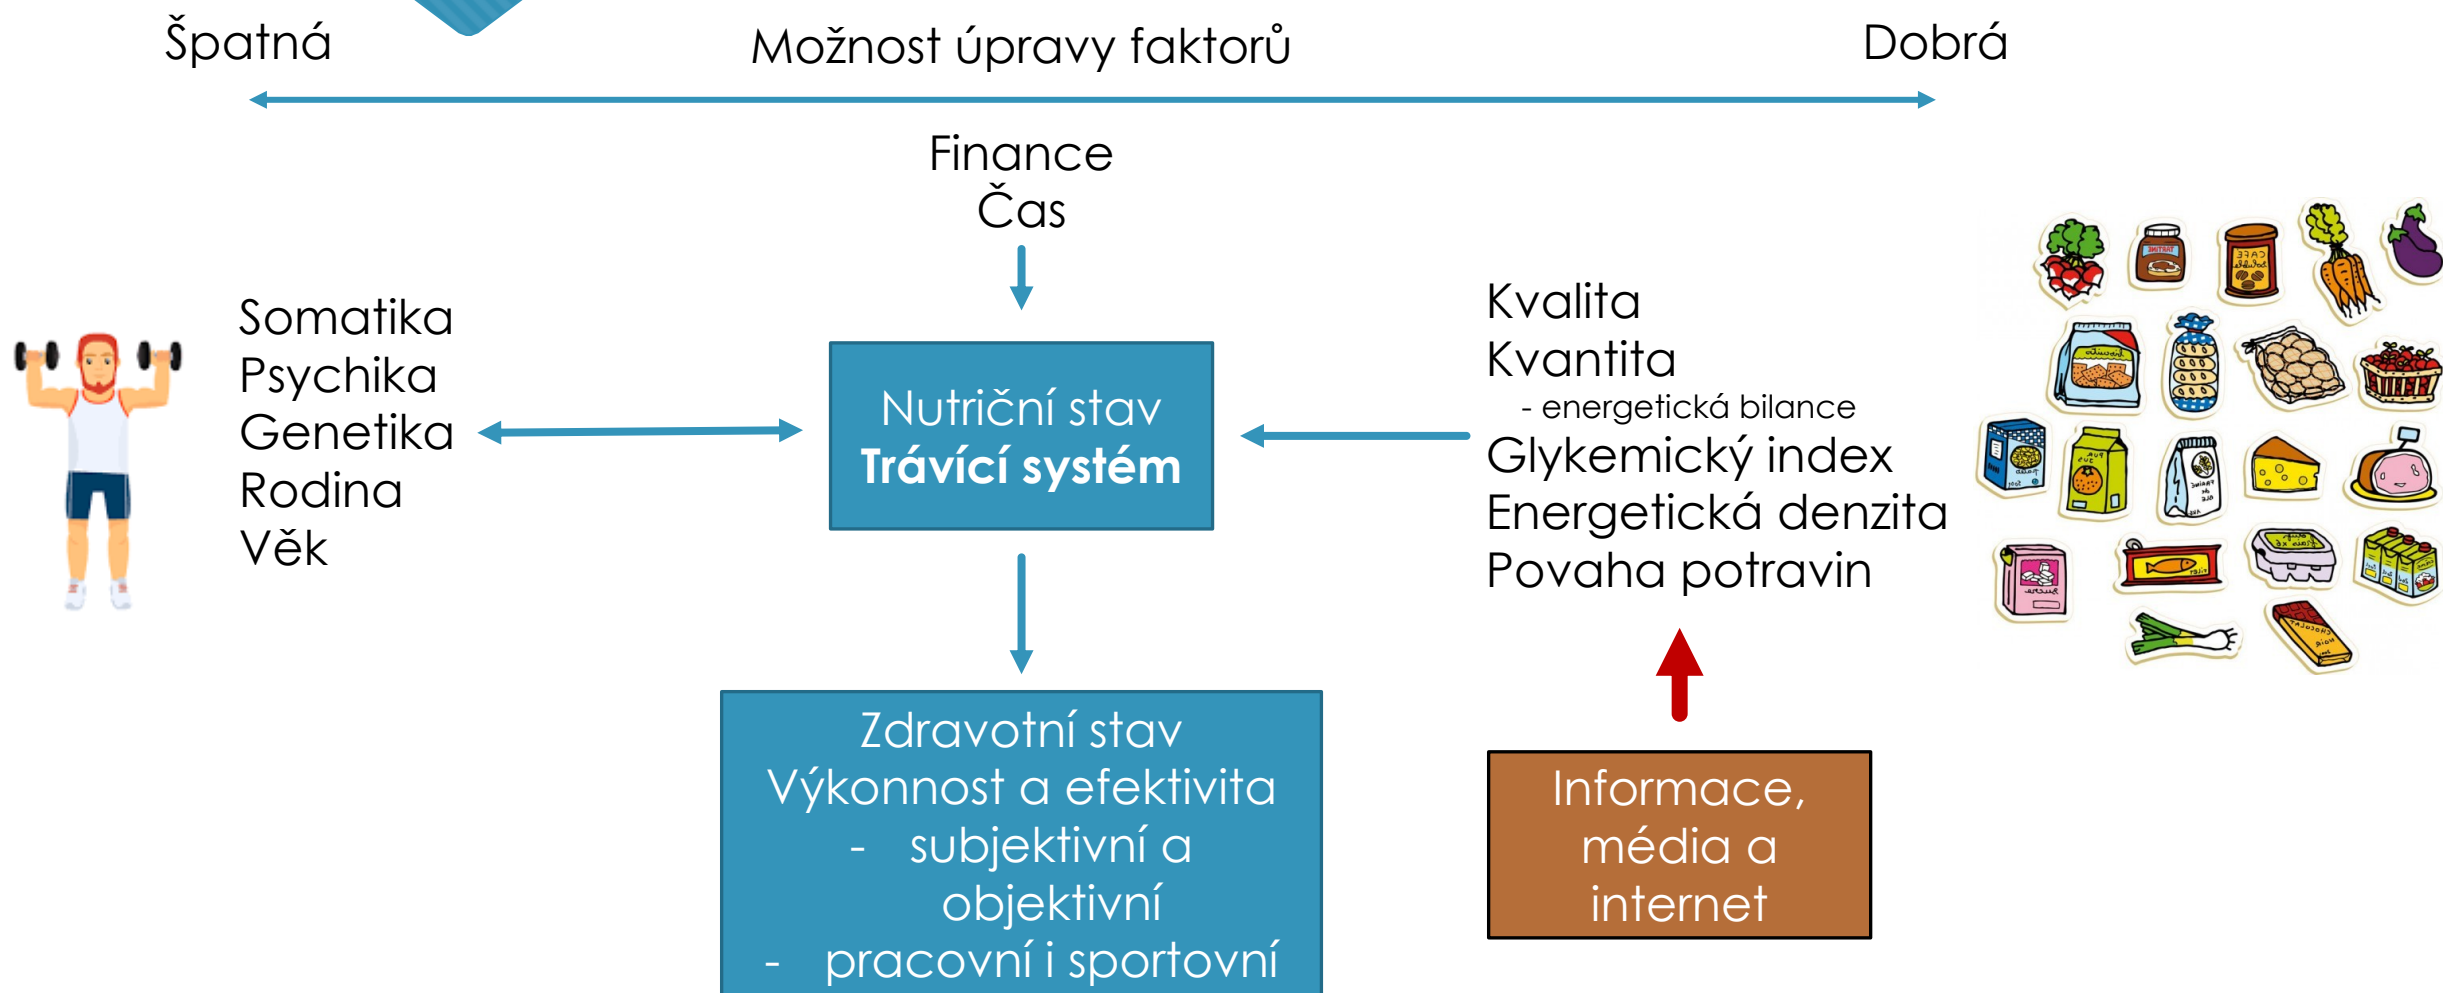 Špatná
Možnost úpravy faktorů
Dobrá
Finance
Čas
Somatika
Psychika
Genetika
Rodina
Věk
Nutriční stav
Trávící systém
Kvalita
Kvantita
- energetická bilance
Glykemický index
Energetická denzita
Povaha potravin
Zdravotní stav
Výkonnost a efektivita
- subjektivní a
objektivní
- pracovní i sportovní
Informace,
média a
internet